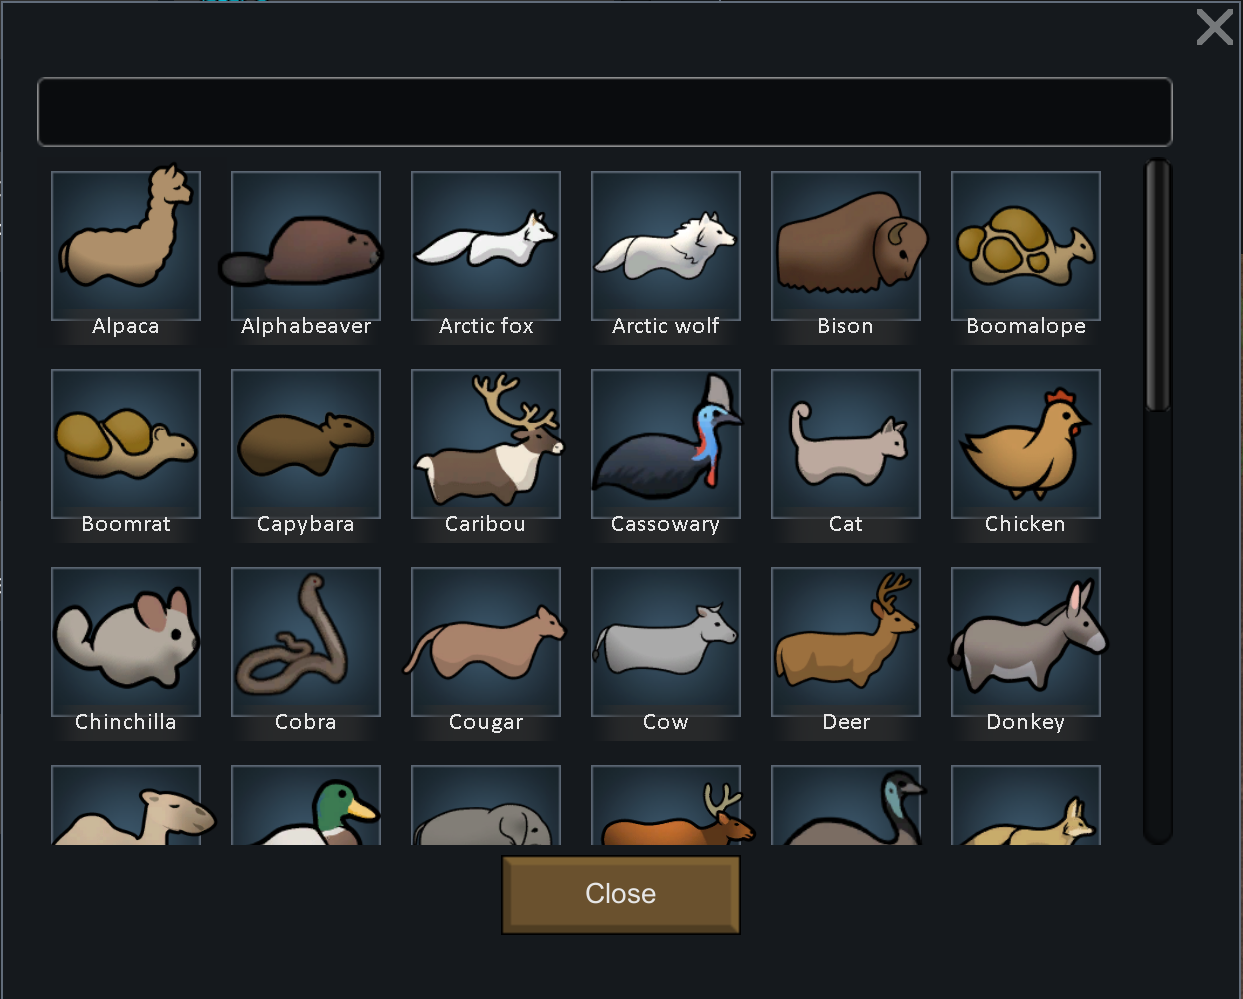 Alpaca
Alphabeaver
Arctic fox
Arctic wolf
Bison
Boomalope
Boomrat
Capybara
Caribou
Cassowary
Cat
Chicken
Chinchilla
Cobra
Cougar
Cow
Deer
Donkey
Close